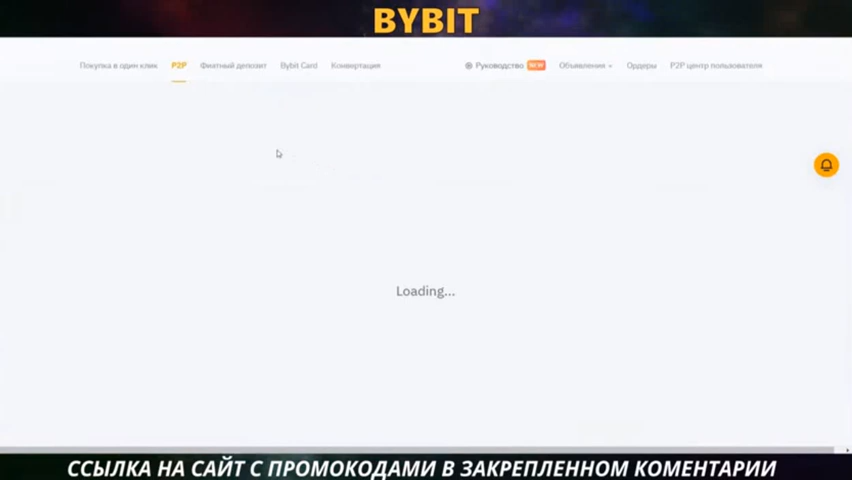 BYBIT
Покупка в один клик P2P Фиатный депозит Bybit Card Конвертация Руководство NEW Объявления Ордеры P2P центр пользователя
Loading...
ССЫЛКА НА САЙТ С ПРОМОКОДАМИ В ЗАКРЕПЛЕННОМ КОМЕНТАРИИ